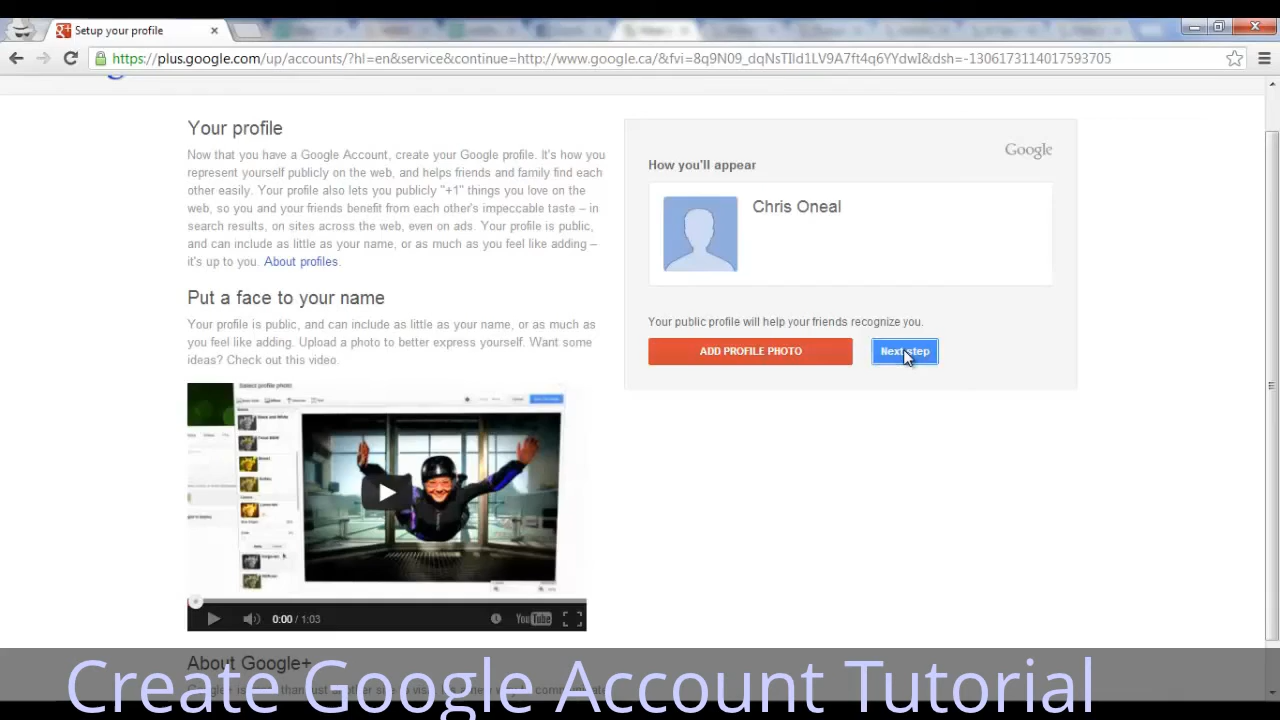 Setup your profile
https://plus.google.com/up/accounts/?hl=en&service&continue=http://www.google.ca/&fvi=8q9N09_dqNsTIld1LV9A7ft4q6YYdwI&dsh=-1306173114017593705
Your profile
Now that you have a Google Account, create your Google profile. It's how you
represent yourself publicly on the web, and helps friends and family find each
other easily. Your profile also lets you publicly "+1" things you love on the
web, so you and your friends benefit from each other's impeccable taste – in
search results, on sites across the web, even on ads. Your profile is public,
and can include as little as your name, or as much as you feel like adding –
it's up to you. About profiles.
Put a face to your name
Your profile is public, and can include as little as your name, or as much as
you feel like adding. Upload a photo to better express yourself. Want some
ideas? Check out this video.
Select profile photo
0:00 / 1:03
YouTube
Google
How you'll appear
Chris Oneal
Your public profile will help your friends recognize you.
ADD PROFILE PHOTO
Next step
About Google+
Create Google Account Tutorial